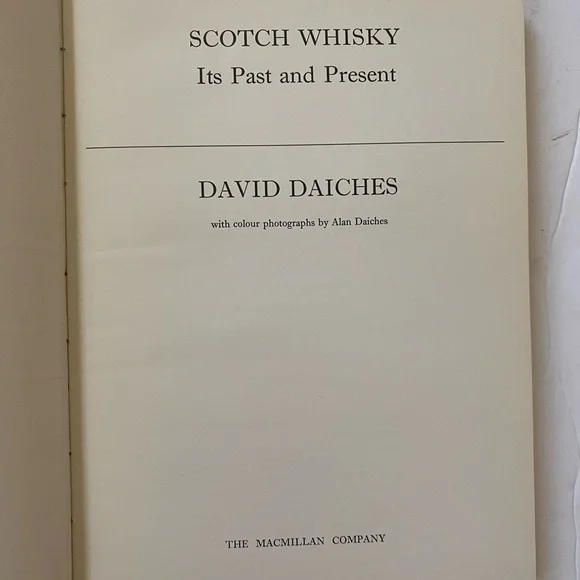 SCOTCH WHISKY
Its Past and Present
DAVID DAICHES
with colour photographs by Alan Daiches
THE MACMILLAN COMPANY